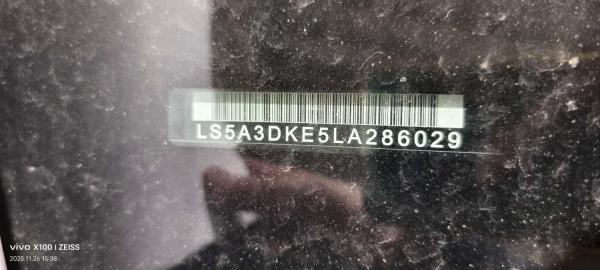 LS5A3DKE5LA286029
vivo X100 | ZEISS
2025.11.26 15:38